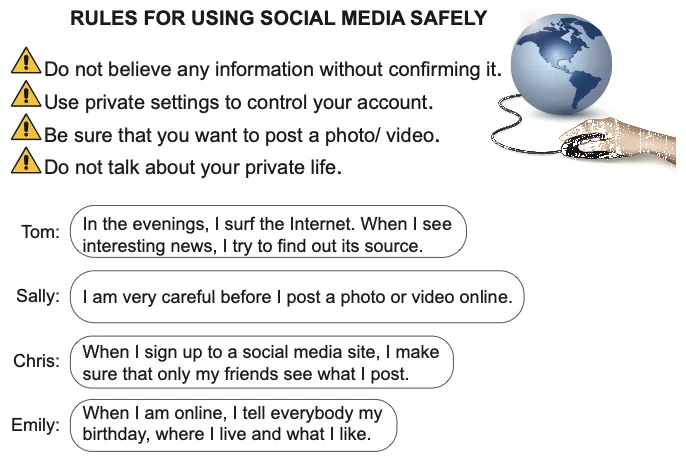 RULES FOR USING SOCIAL MEDIA SAFELY
Do not believe any information without confirming it.
Use private settings to control your account.
Be sure that you want to post a photo/ video.
Do not talk about your private life.
Tom: In the evenings, I surf the Internet. When I see
interesting news, I try to find out its source.
Sally: I am very careful before I post a photo or video online.
Chris: When I sign up to a social media site, I make
sure that only my friends see what I post.
Emily: When I am online, I tell everybody my
birthday, where I live and what I like.